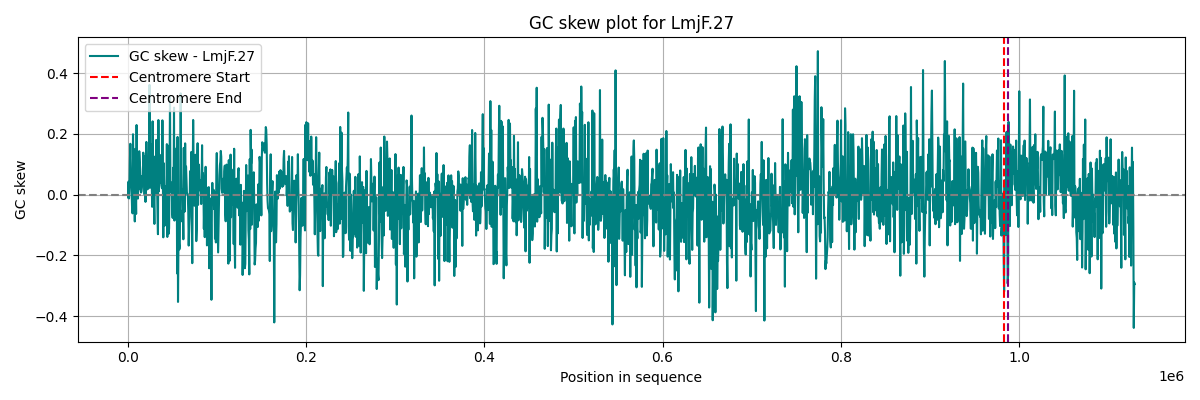 GC skew plot for LmjF.27
GC skew - LmjF.27
Centromere Start
Centromere End
GC skew
0.4
0.2
0.0
−0.2
−0.4
0.0 0.2 0.4 0.6 0.8 1.0
1e6
Position in sequence